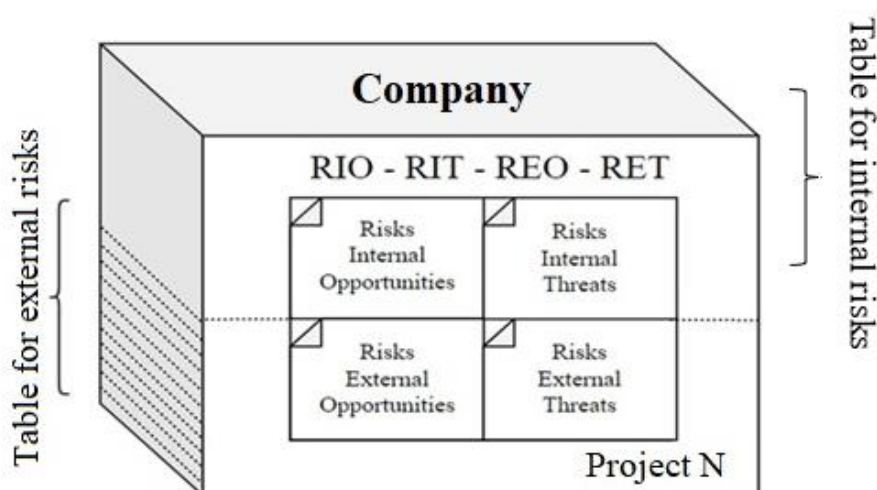 Company
Table for internal risks
Table for external risks
RIO - RIT - REO - RET
Risks
Internal
Opportunities
Risks
Internal
Threats
Risks
External
Opportunities
Risks
External
Threats
Project N